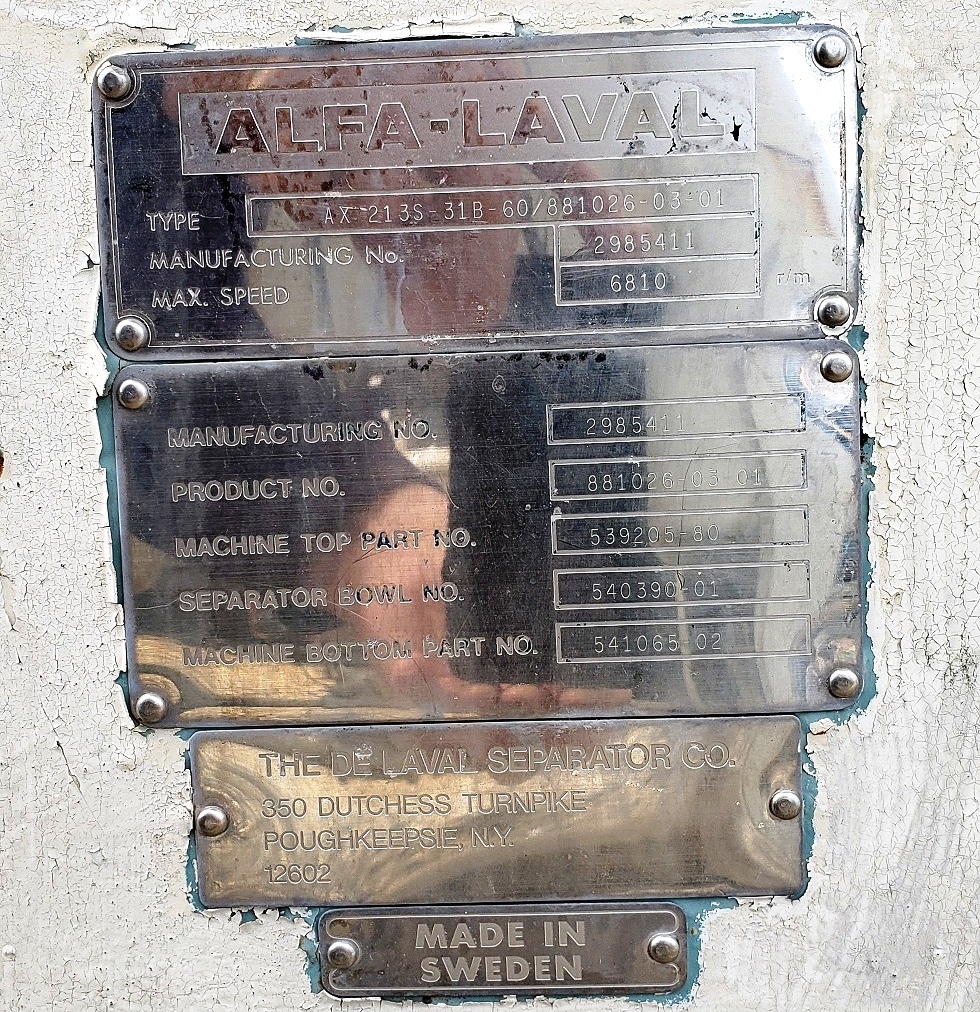 ALFA-LAVAL
TYPE AX 213S-31B-60/881026-03-01
MANUFACTURING No. 2985411
MAX. SPEED 6810 r/m
MANUFACTURING NO. 2985411
PRODUCT NO. 881026-03-01
MACHINE TOP PART NO. 539205-80
SEPARATOR BOWL NO. 540390-01
MACHINE BOTTOM PART NO. 541065-02
THE DE LAVAL SEPARATOR CO.
350 DUTCHESS TURNPIKE
POUGHKEEPSIE, N.Y.
12602
MADE IN
SWEDEN